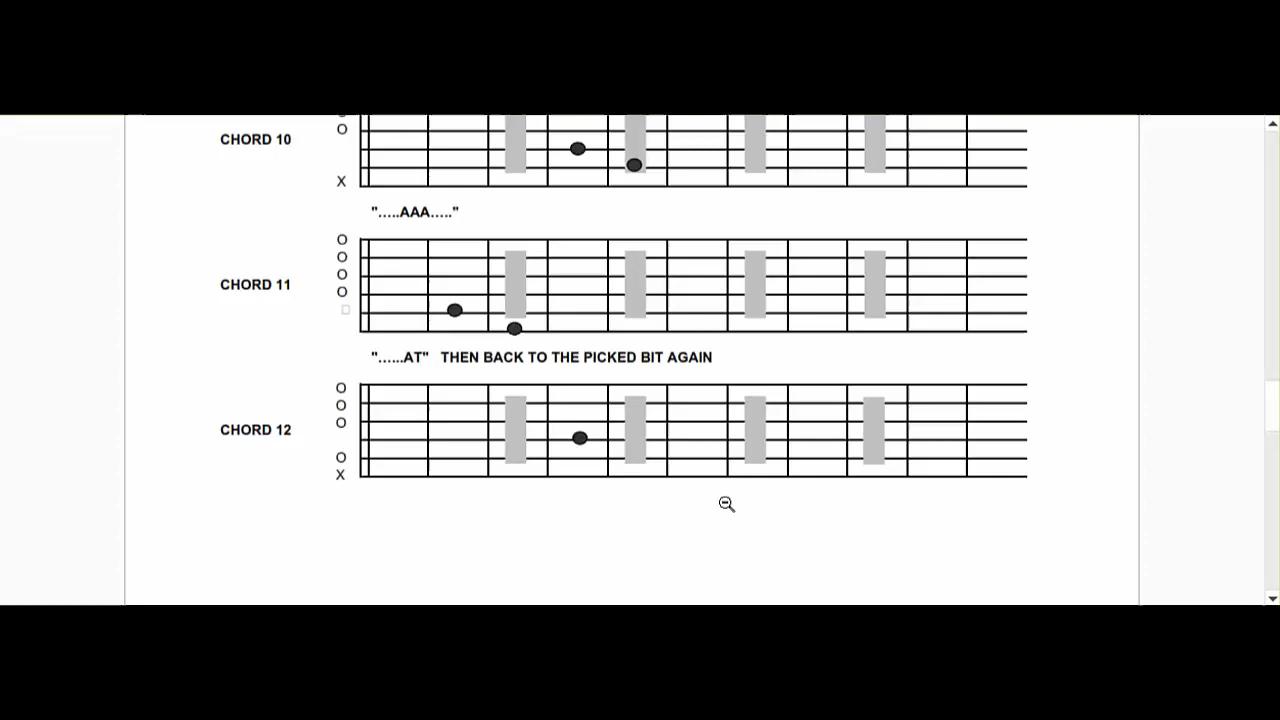 O
CHORD 10
X
".....AAA....."
O
O
O
CHORD 11
O
"......AT" THEN BACK TO THE PICKED BIT AGAIN
O
O
O
CHORD 12
O
X